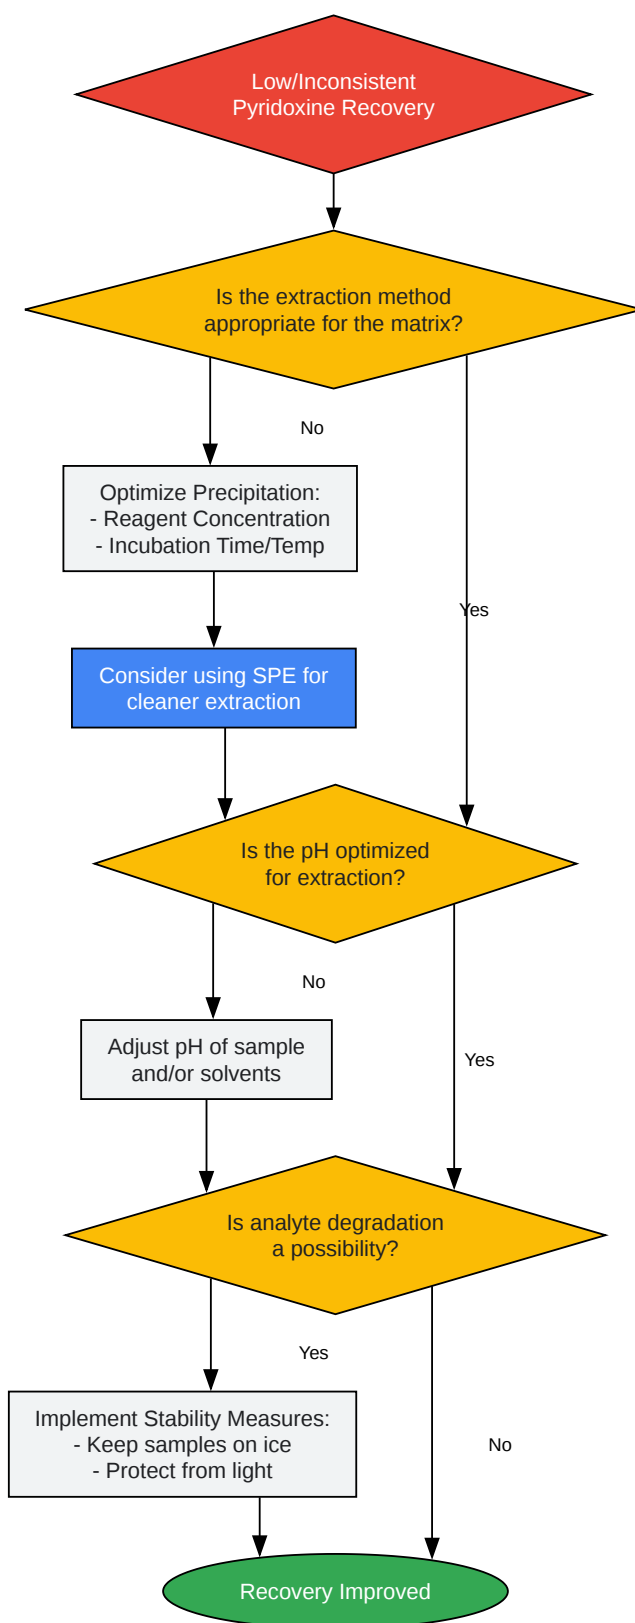 Low/Inconsistent
Pyridoxine Recovery
Is the extraction method
appropriate for the matrix?
No
Optimize Precipitation:
- Reagent Concentration
- Incubation Time/Temp
Yes
Consider using SPE for
cleaner extraction
Is the pH optimized
for extraction?
No
Adjust pH of sample
and/or solvents
Yes
Is analyte degradation
a possibility?
Yes
Implement Stability Measures:
- Keep samples on ice
- Protect from light
No
Recovery Improved